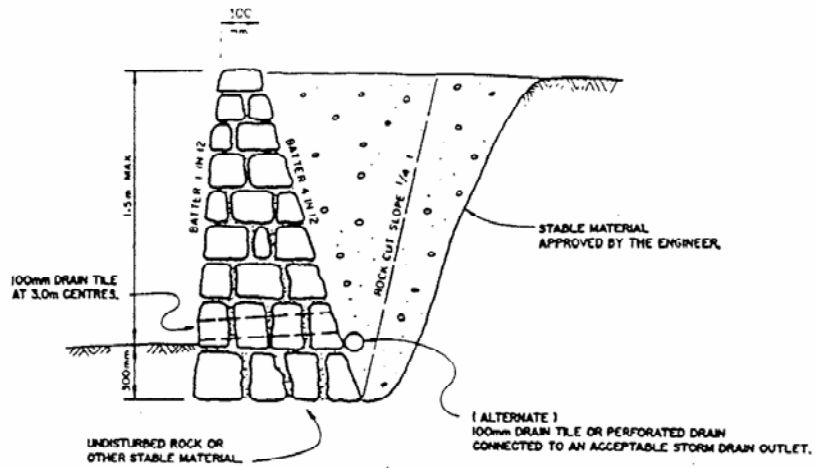 100
mm
1.5m MAX
BATTER 1 IN 12
BATTER 4 IN 12
ROCK CUT SLOPE 1/4 : 1
STABLE MATERIAL
APPROVED BY THE ENGINEER.
100mm DRAIN TILE
AT 3.0m CENTRES.
300mm
( ALTERNATE )
100mm DRAIN TILE OR PERFORATED DRAIN
CONNECTED TO AN ACCEPTABLE STORM DRAIN OUTLET.
UNDISTURBED ROCK OR
OTHER STABLE MATERIAL